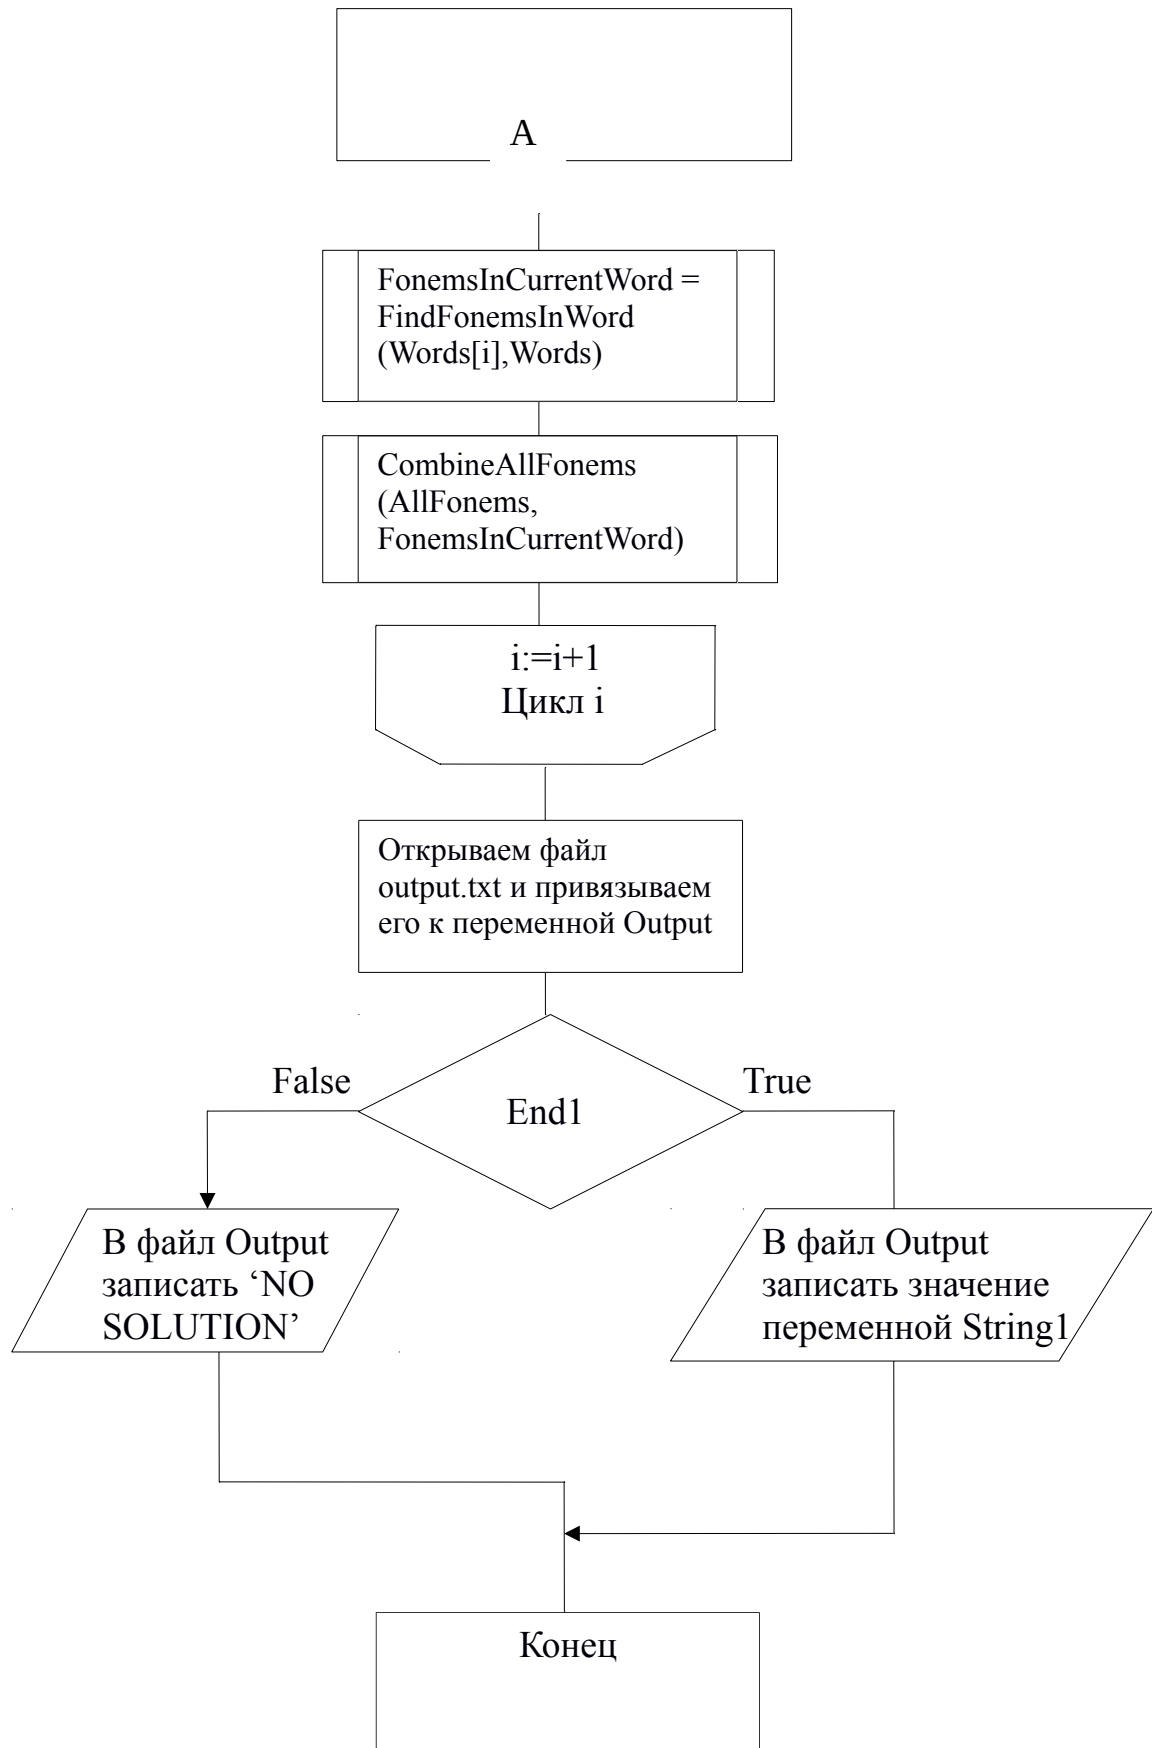 A
FonemsInCurrentWord =
FindFonemsInWord
(Words[i],Words)
CombineAllFonems
(AllFonems,
FonemsInCurrentWord)
i:=i+1
Цикл i
Открываем файл
output.txt и привязываем
его к переменной Output
False
True
End1
В файл Output
записать ‘NO
SOLUTION’
В файл Output
записать значение
переменной String1
Конец